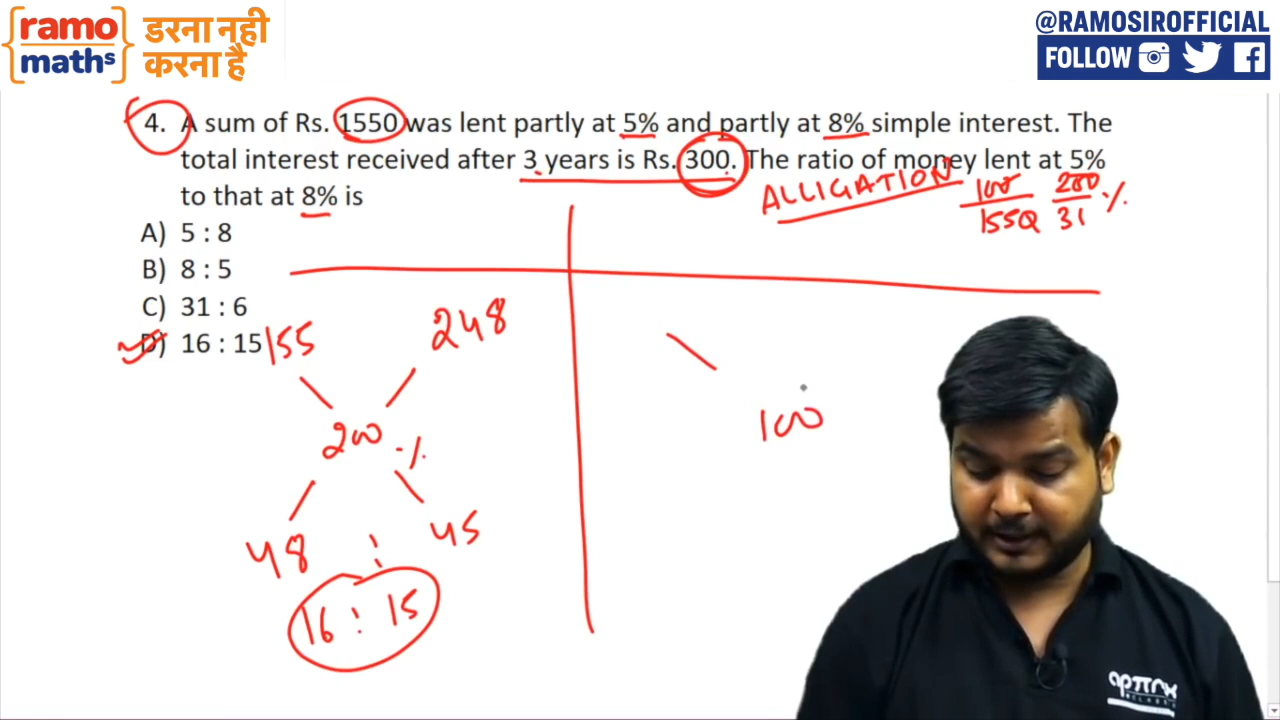 ramo
maths
डरना नही
करना है
@RAMOSIROFFICIAL
FOLLOW
4. A sum of Rs. 1550 was lent partly at 5% and partly at 8% simple interest. The
total interest received after 3 years is Rs. 300. The ratio of money lent at 5%
to that at 8% is
ALLIGATION
100/1550 200/31 %
A) 5 : 8
B) 8 : 5
C) 31 : 6
D) 16 : 15
155 248
200 %
48 : 45
16 : 15
100